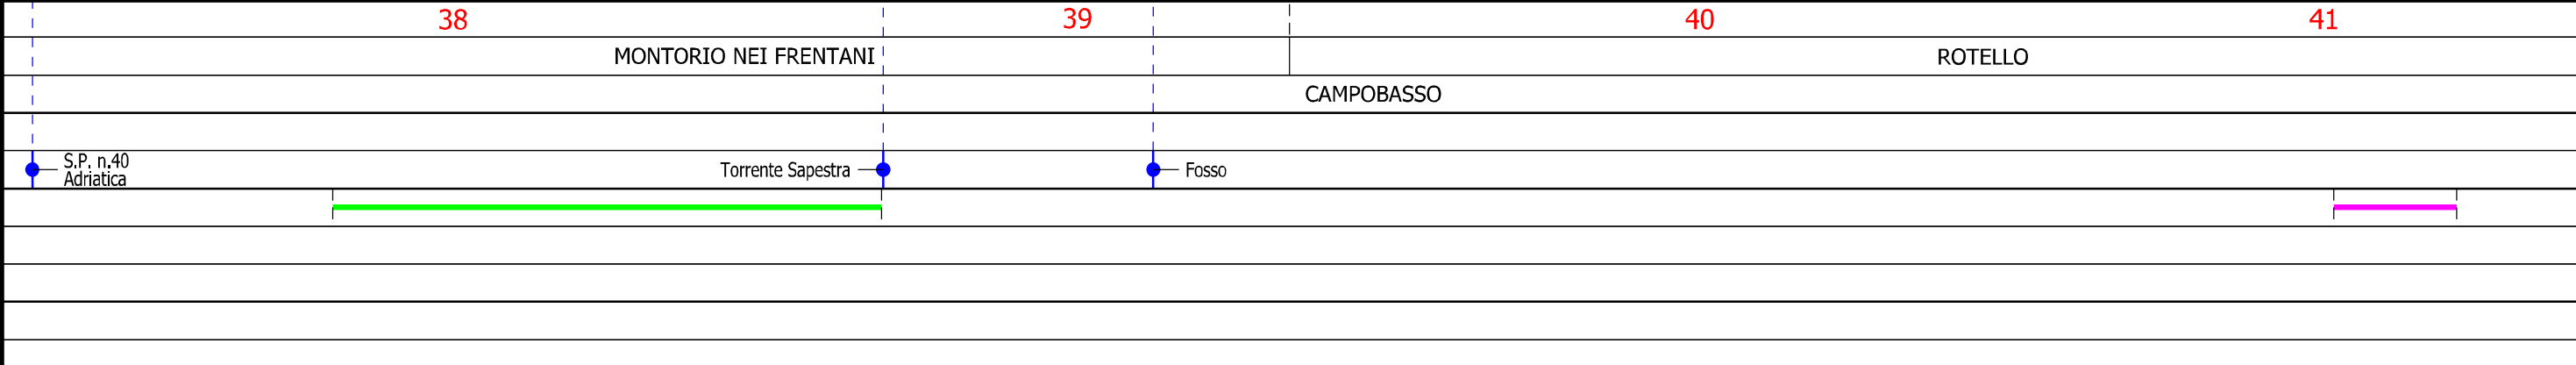 38 39 40 41
MONTORIO NEI FRENTANI ROTELLO
CAMPOBASSO
S.P. n.40
Adriatica
Torrente Sapestra
Fosso